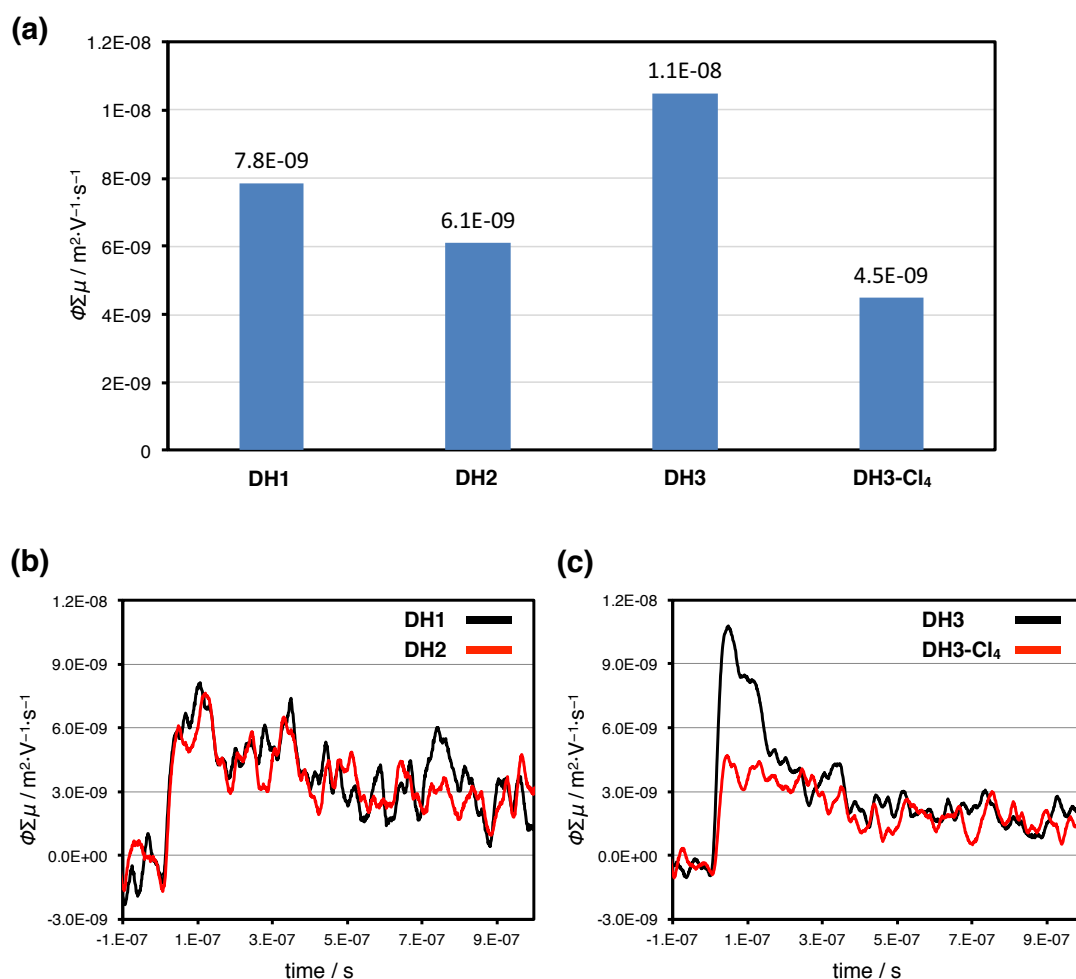 (a)
ΦΣμ / m²·V⁻¹·s⁻¹
1.2E-08
1E-08
8E-09
6E-09
4E-09
2E-09
0
7.8E-09
6.1E-09
1.1E-08
4.5E-09
DH1 DH2 DH3 DH3-Cl₄
(b)
ΦΣμ / m²·V⁻¹·s⁻¹
1.2E-08
9.0E-09
6.0E-09
3.0E-09
0.0E+00
-3.0E-09
DH1
DH2
-1.E-07 1.E-07 3.E-07 5.E-07 7.E-07 9.E-07
time / s
(c)
ΦΣμ / m²·V⁻¹·s⁻¹
1.2E-08
9.0E-09
6.0E-09
3.0E-09
0.0E+00
-3.0E-09
DH3
DH3-Cl₄
-1.E-07 1.E-07 3.E-07 5.E-07 7.E-07 9.E-07
time / s